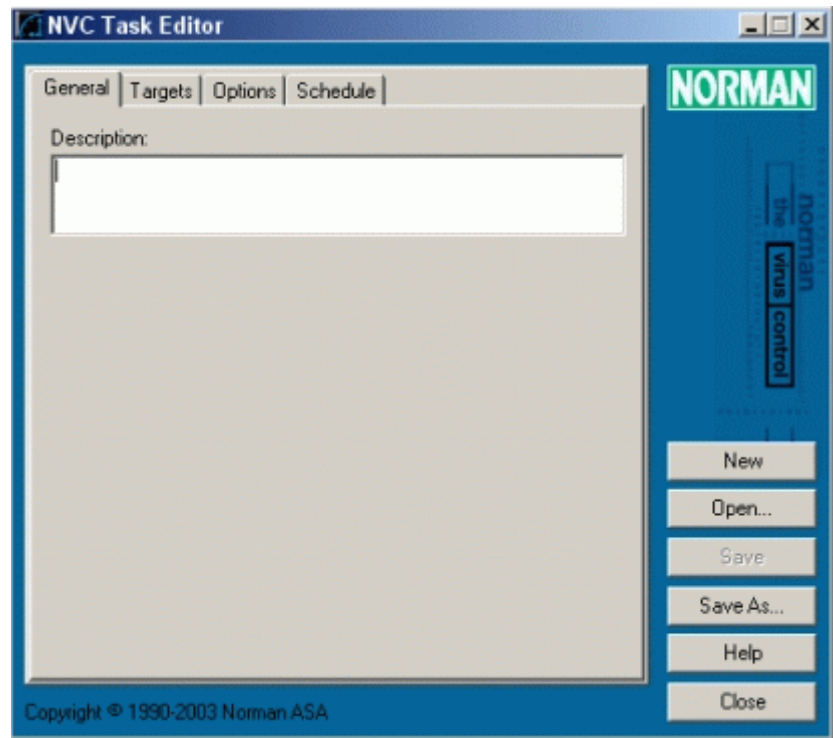 NVC Task Editor
General Targets Options Schedule
NORMAN
Description:
norman
the virus control
New
Open...
Save
Save As...
Help
Close
Copyright © 1990-2003 Norman ASA